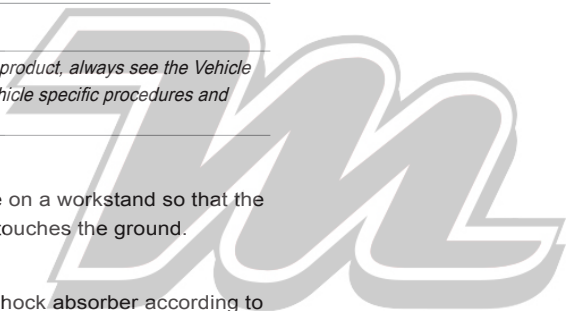 product, always see the Vehicle
hicle specific procedures and
e on a workstand so that the
touches the ground.
hock absorber according to